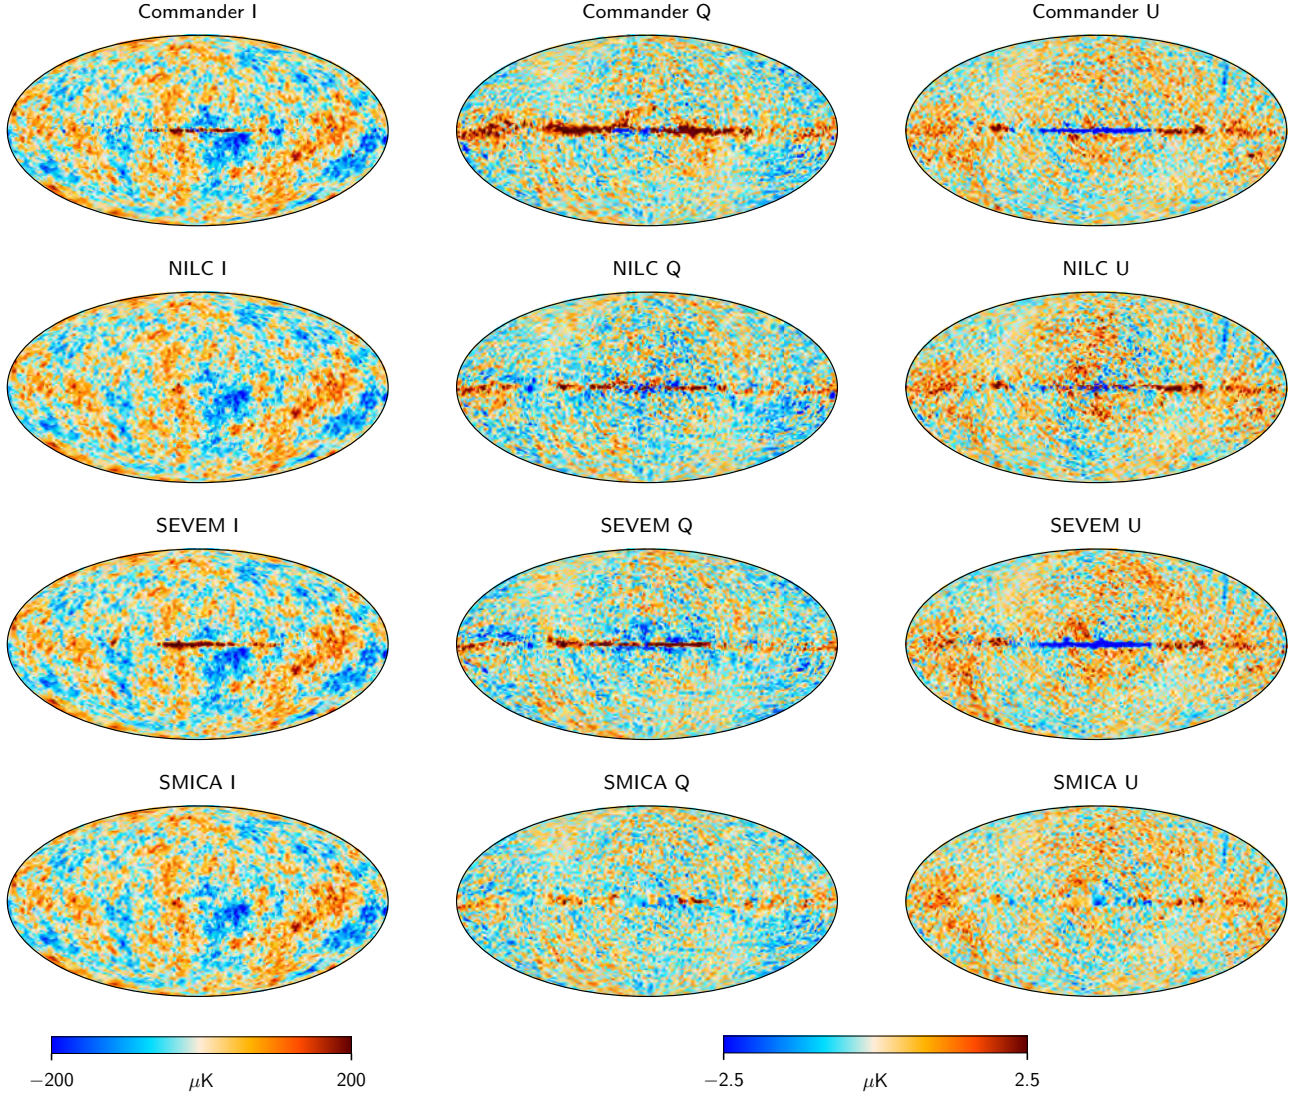 Commander I
Commander Q
Commander U
NILC I
NILC Q
NILC U
SEVEM I
SEVEM Q
SEVEM U
SMICA I
SMICA Q
SMICA U
−200 μK 200
−2.5 μK 2.5